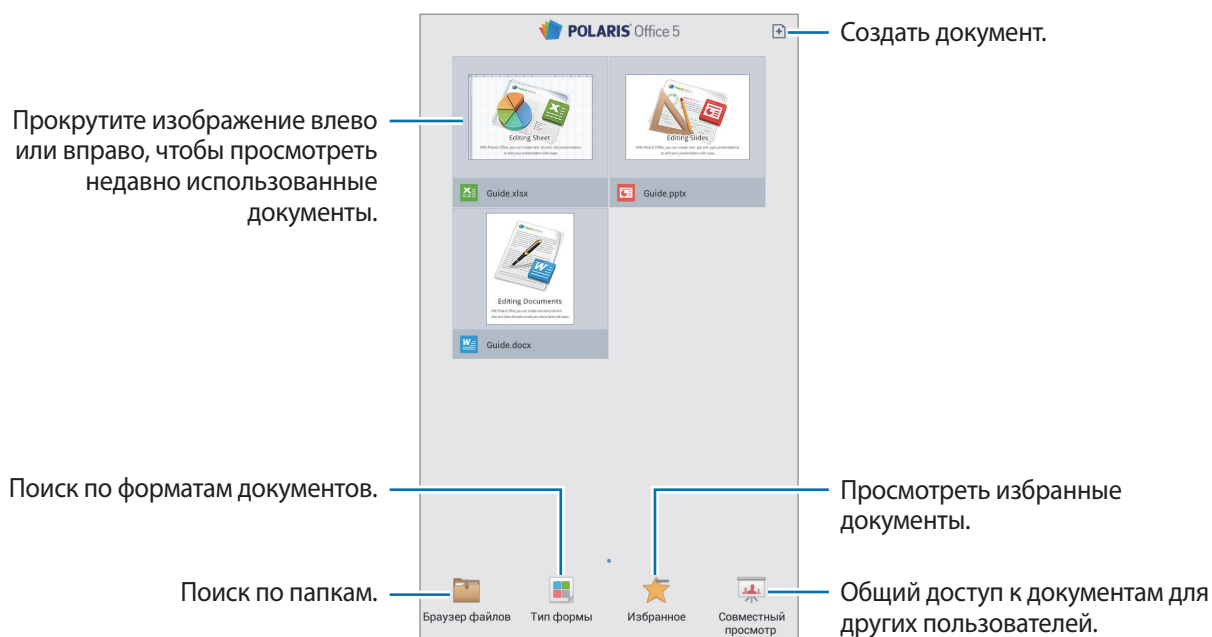 POLARIS Office 5
Создать документ.
Прокрутите изображение влево
или вправо, чтобы просмотреть
недавно использованные
документы.
Editing Sheet
Editing Slides
Guide.xlsx
Guide.pptx
Editing Documents
Guide.docx
Поиск по форматам документов.
Просмотреть избранные
документы.
Поиск по папкам.
Браузер файлов
Тип формы
Избранное
Совместный
просмотр
Общий доступ к документам для
других пользователей.